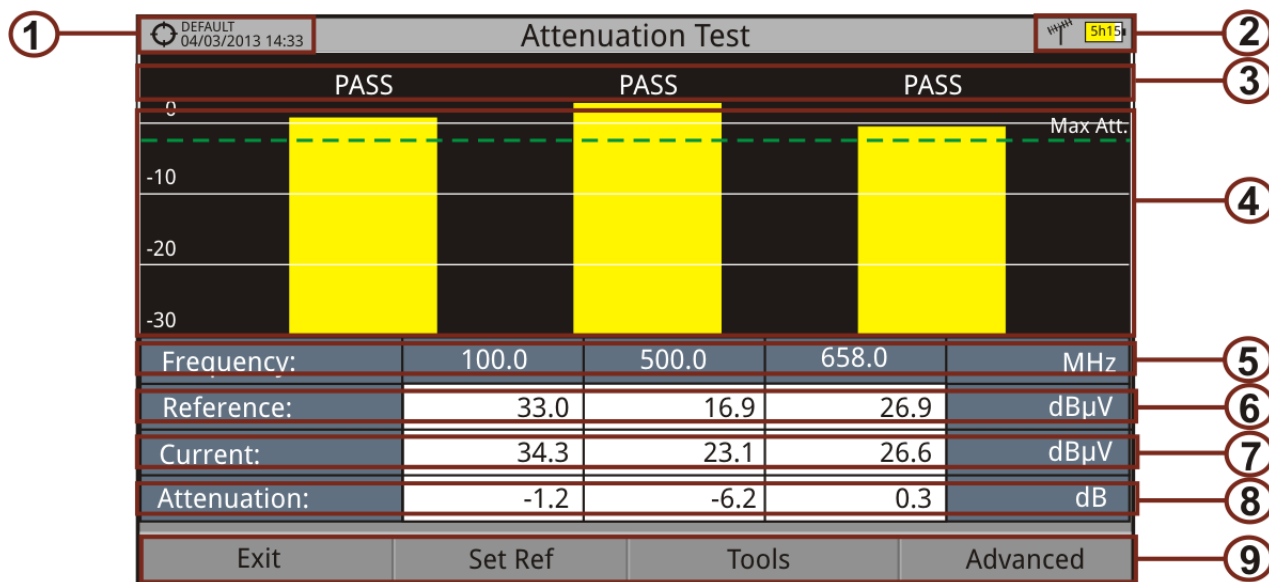 1
DEFAULT
04/03/2013 14:33
Attenuation Test
5h15
2
PASS PASS PASS
3
0
Max Att.
-10
4
-20
-30
Frequency: 100.0 500.0 658.0 MHz
5
Reference: 33.0 16.9 26.9 dBµV
6
Current: 34.3 23.1 26.6 dBµV
7
Attenuation: -1.2 -6.2 0.3 dB
8
Exit Set Ref Tools Advanced
9